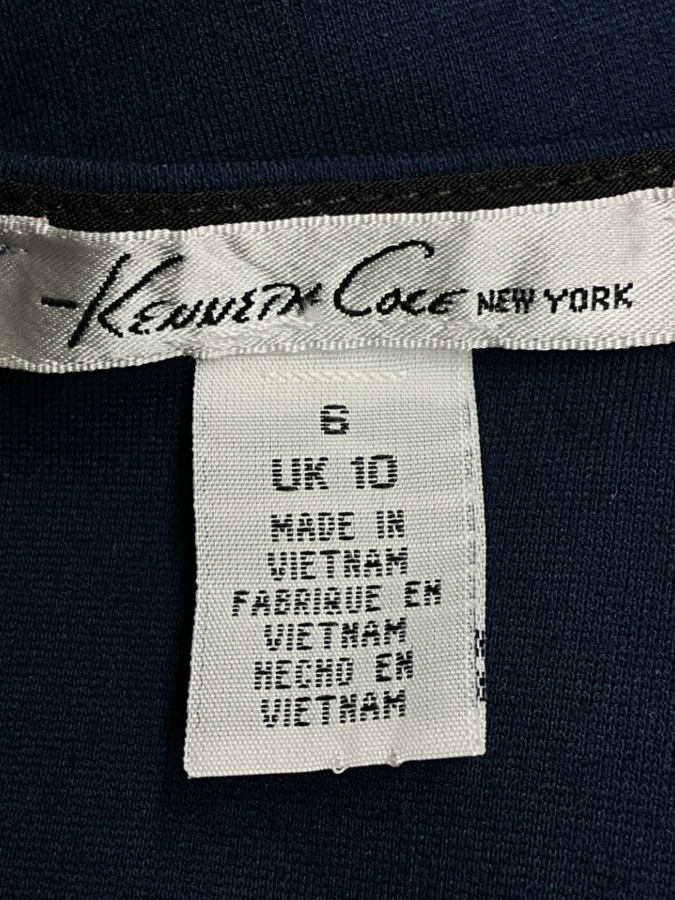 Kenneth Cole NEW YORK
6
UK 10
MADE IN
VIETNAM
FABRIQUE EN
VIETNAM
HECHO EN
VIETNAM